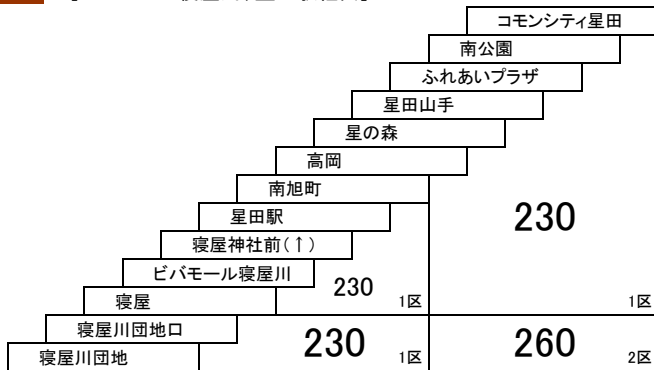 コモンシティ星田
南公園
ふれあいプラザ
星田山手
星の森
高岡
南旭町
星田駅
230
寝屋神社前(↑)
ビバモール寝屋川
230
寝屋
1区
1区
寝屋川団地口
230
260
寝屋川団地
1区
2区